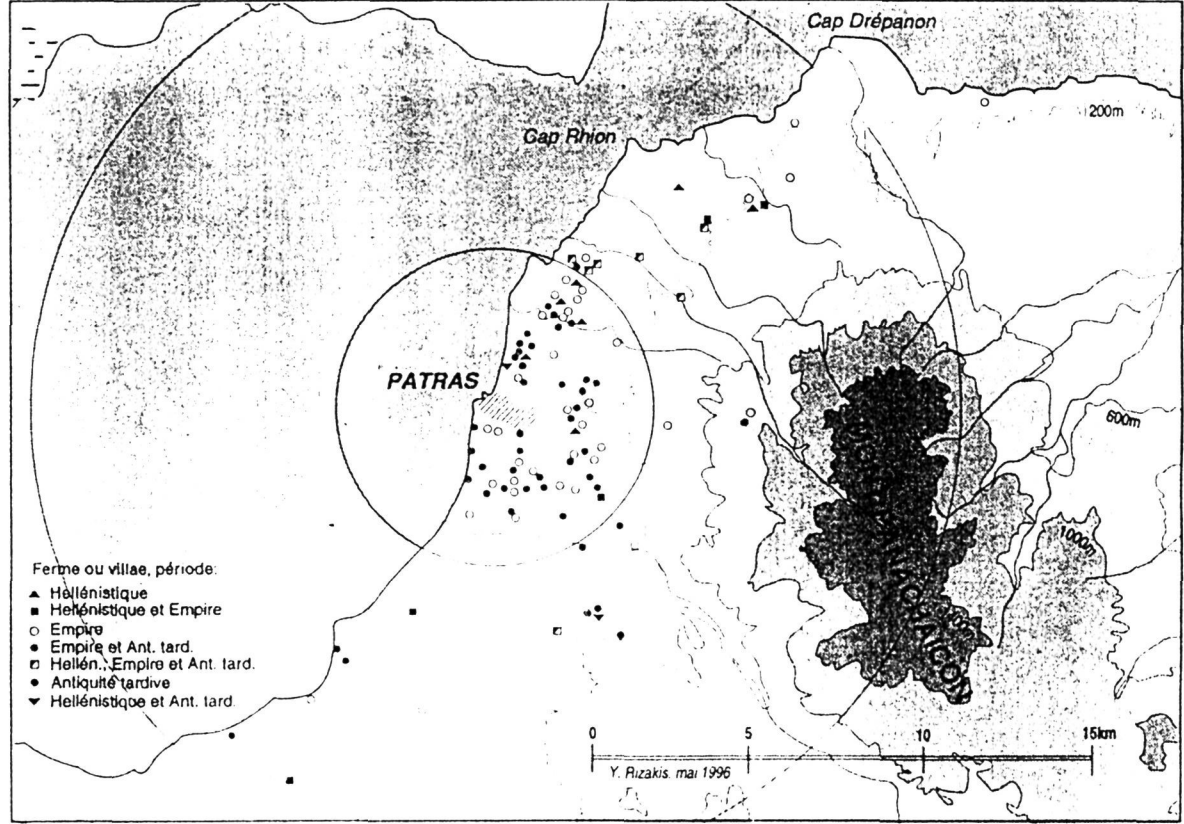 Cap Drépanon
200m
Cap Rhion
PATRAS
600m
1000m
Ferme ou villae, période:
Hellénistique
Hellénistique et Empire
Empire
Empire et Ant. tard.
Hellén., Empire et Ant. tard.
Antiquité tardive
Hellénistique et Ant. tard.
0 5 10 15km
Y. Rizakis. mai 1996